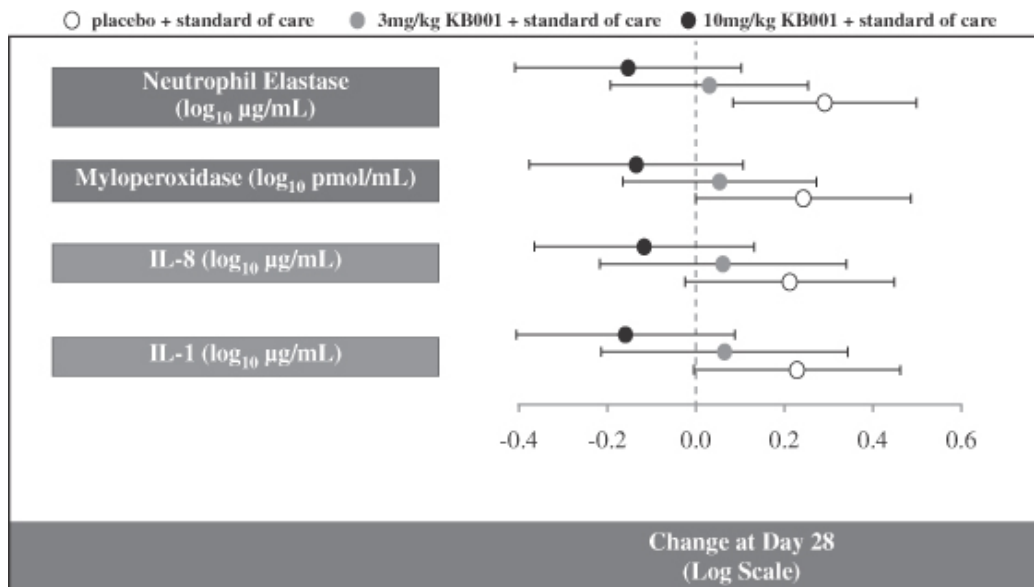 placebo + standard of care 3mg/kg KB001 + standard of care 10mg/kg KB001 + standard of care
Neutrophil Elastase
(log₁₀ µg/mL)
Myloperoxidase (log₁₀ pmol/mL)
IL-8 (log₁₀ µg/mL)
IL-1 (log₁₀ µg/mL)
-0.4 -0.2 0.0 0.2 0.4 0.6
Change at Day 28
(Log Scale)